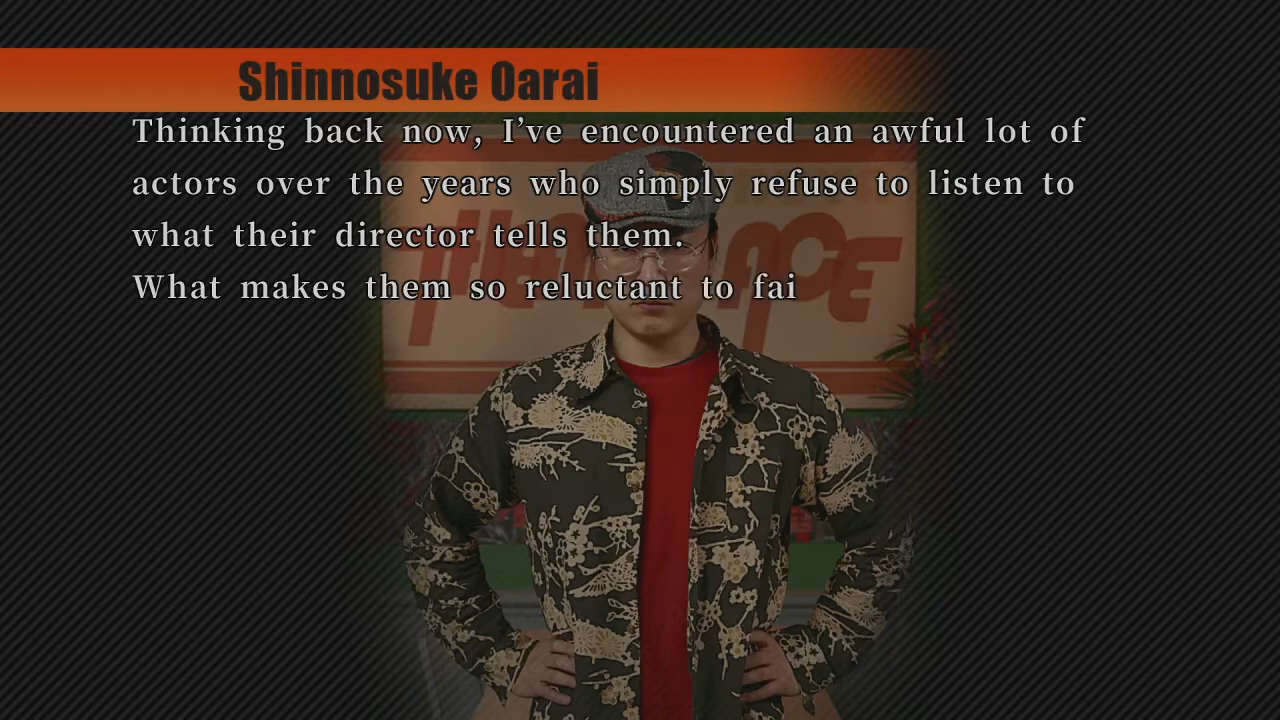 Shinnosuke Oarai
Thinking back now, I’ve encountered an awful lot of
actors over the years who simply refuse to listen to
what their director tells them.
What makes them so reluctant to fai